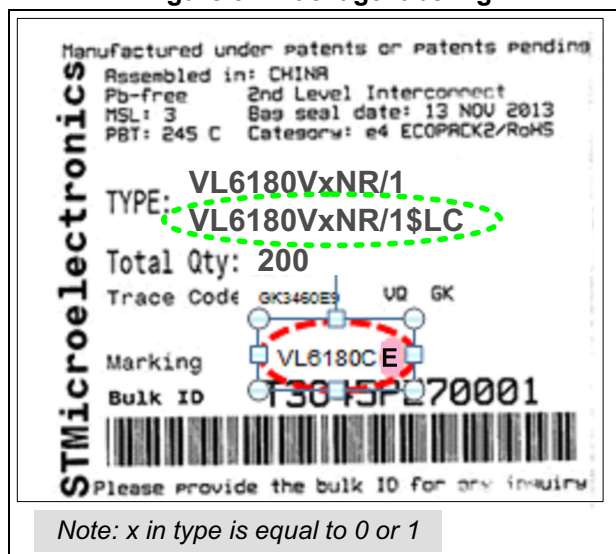 Manufactured under patents or patents pending
STMicroelectronics
Assembled in: CHINA
Pb-free 2nd Level Interconnect
MSL: 3 Bag seal date: 13 NOV 2013
PBT: 245 C Category: e4 ECOPACK2/RoHS
TYPE: VL6180VxNR/1
VL6180VxNR/1$LC
Total Qty: 200
Trace Code GK3460E9 VQ GK
Marking VL6180C E
Bulk ID 70001
Please provide the bulk ID for any inquiry
Note: x in type is equal to 0 or 1